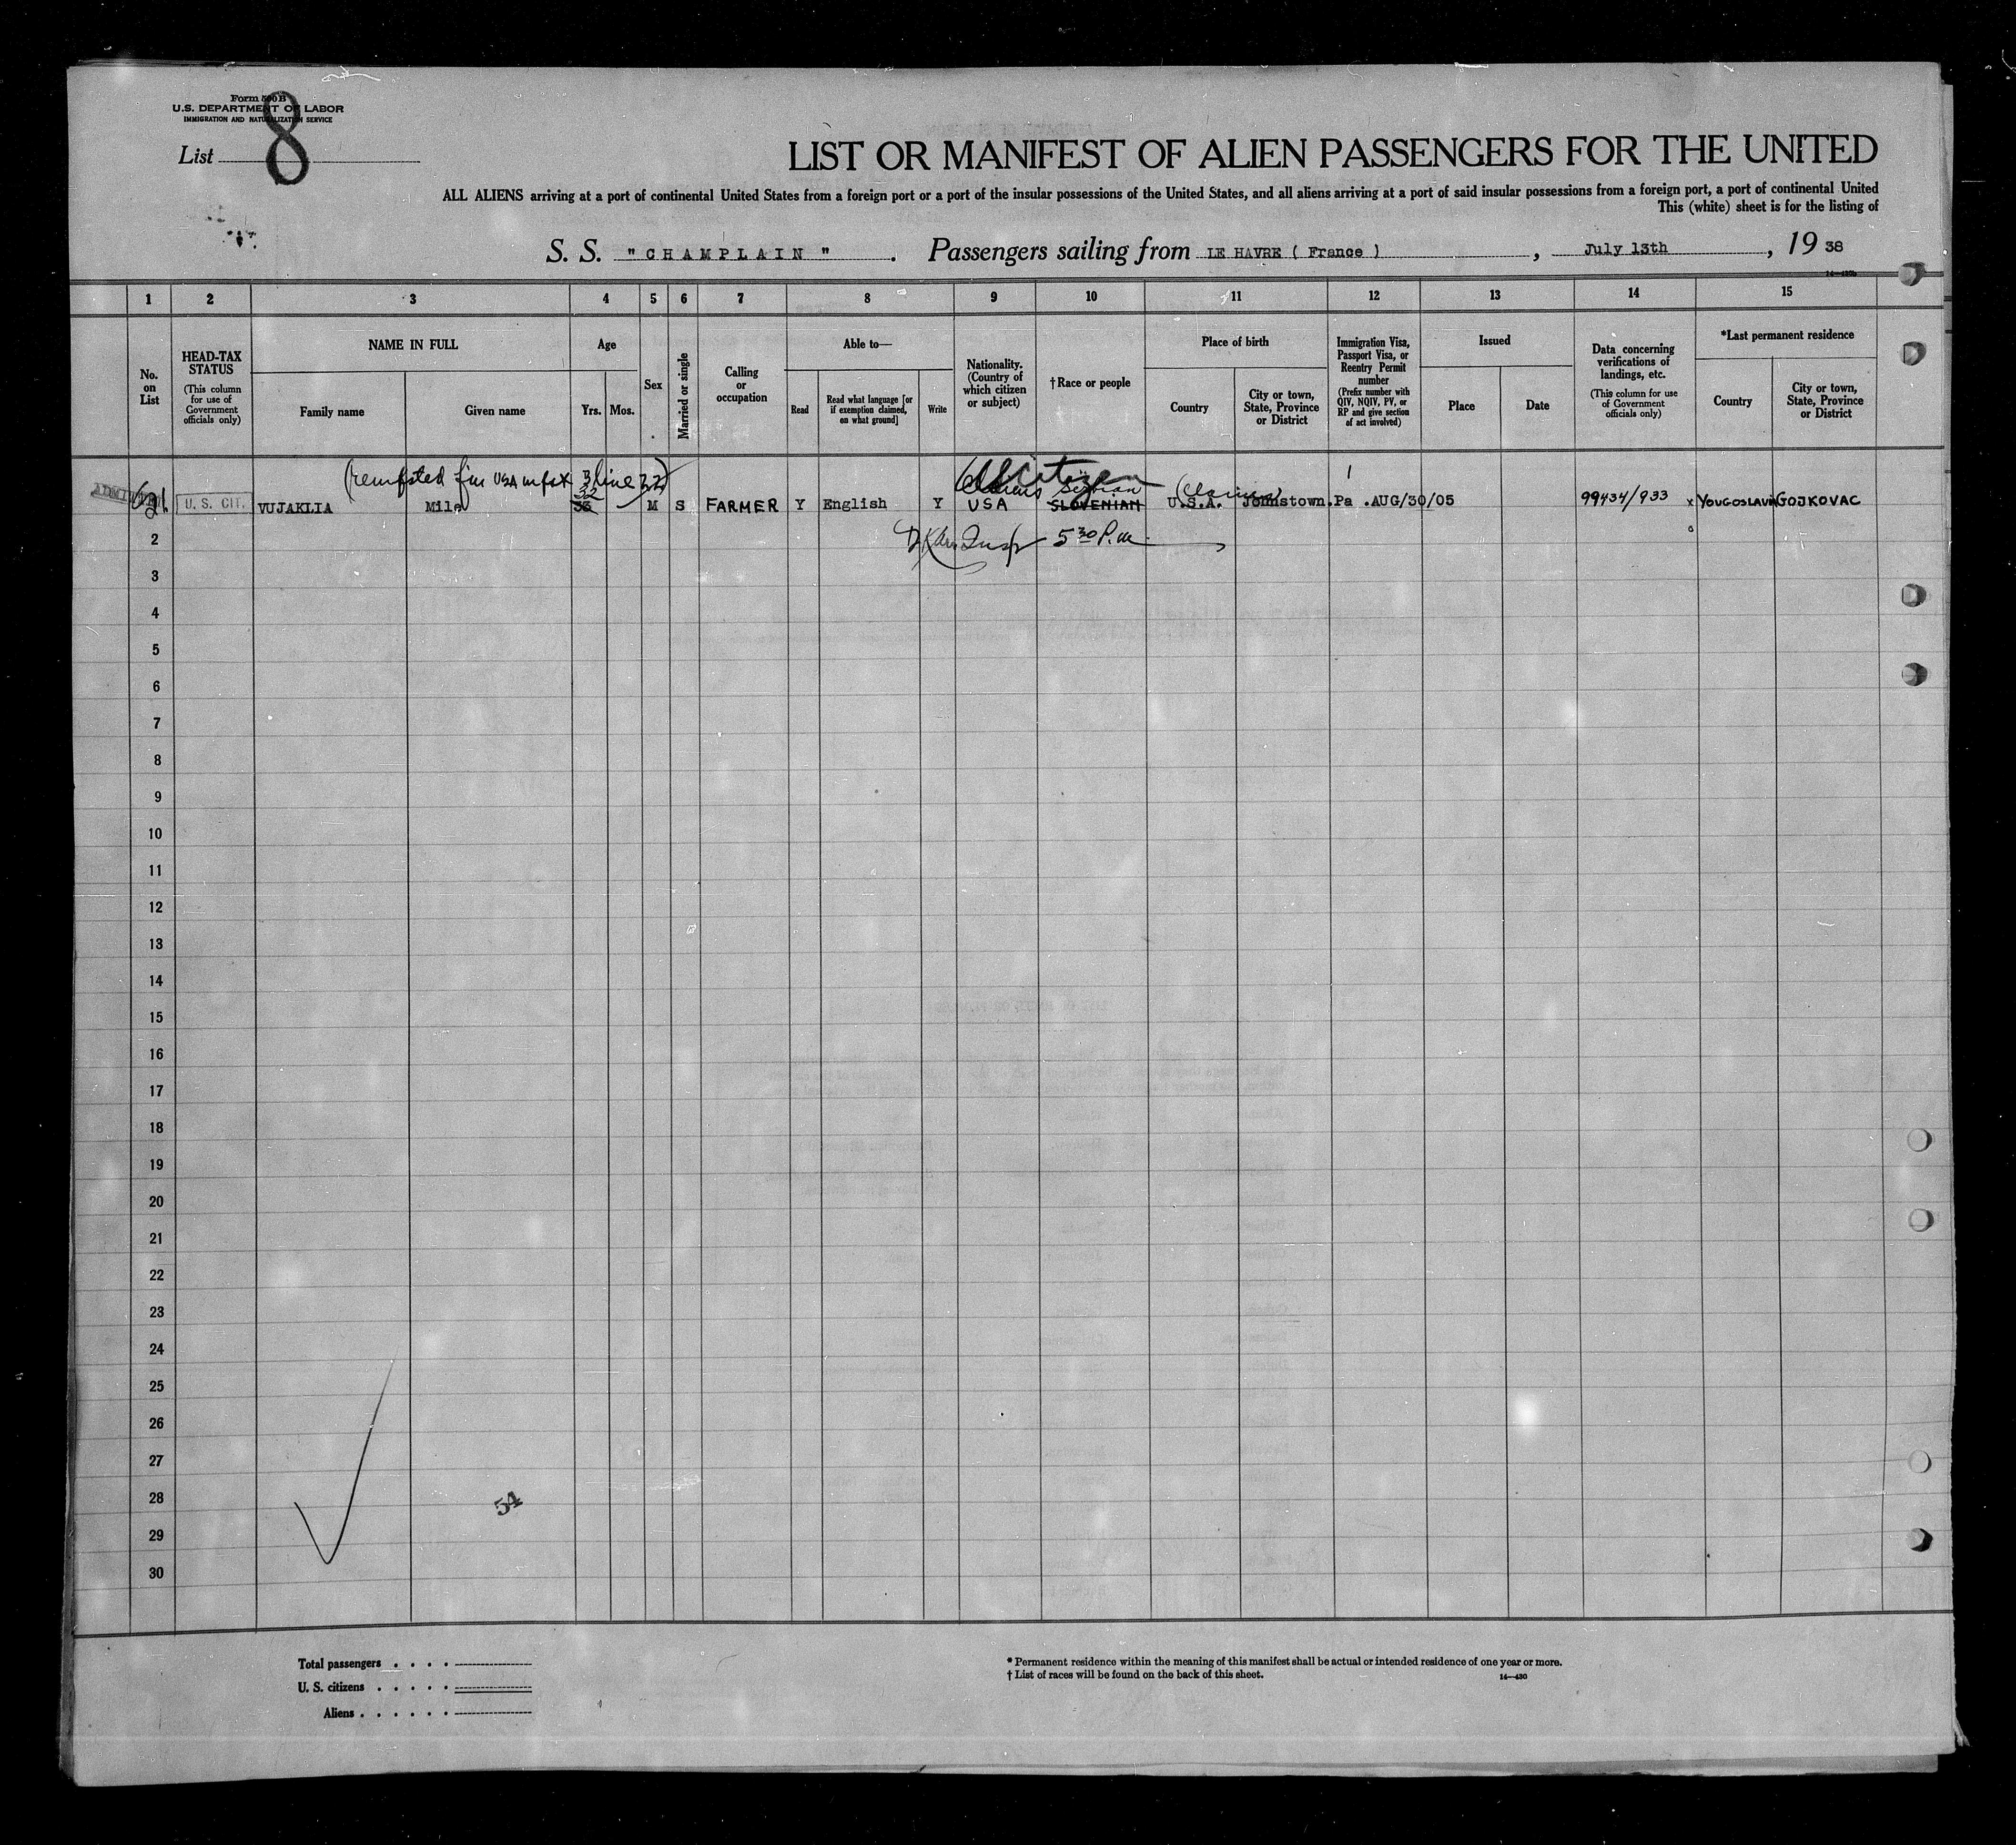 Form 500 B
U.S. DEPARTMENT OF LABOR
IMMIGRATION AND NATURALIZATION SERVICE
List 8
LIST OR MANIFEST OF ALIEN PASSENGERS FOR THE UNITED
ALL ALIENS arriving at a port of continental United States from a foreign port or a port of the insular possessions of the United States, and all aliens arriving at a port of said insular possessions from a foreign port, a port of continental United
This (white) sheet is for the listing of
S. S. "CHAMPLAIN". Passengers sailing from LE HAVRE ( France ), July 13th, 19 38
1 2 3 4 5 6 7 8 9 10 11 12 13 14 15
No. on List
HEAD-TAX STATUS
(This column for use of Government officials only)
NAME IN FULL
Family name
Given name
Age
Yrs.
Mos.
Sex
Married or single
Calling or occupation
Able to—
Read
Read what language [or if exemption claimed, on what ground]
Write
Nationality. (Country of which citizen or subject)
†Race or people
Place of birth
Country
City or town, State, Province or District
Immigration Visa, Passport Visa, or Reentry Permit number
(Prefix number with QIV, NQIV, PV, or RP and give section of act involved)
Issued
Place
Date
Data concerning verifications of landings, etc.
(This column for use of Government officials only)
*Last permanent residence
Country
City or town, State, Province or District
line 22)
Citizen
32
Serbian
(Claims)
ADMITTED
U. S. CIT. VUJAKLIA Mile 36 M S FARMER Y English Y USA SLOVENIAN U.S.A. Johnstown.Pa .AUG/30/05 99434/933 x YOUGOSLAVIA GOJKOVAC
2
5 30 P.m.
3
4
5
6
7
8
9
10
11
12
13
14
15
16
17
18
19
20
21
22
23
24
25
26
27
28
54
29
30
Total passengers . . . .
U. S. citizens . . . . .
Aliens . . . . . .
* Permanent residence within the meaning of this manifest shall be actual or intended residence of one year or more.
† List of races will be found on the back of this sheet.
14—430